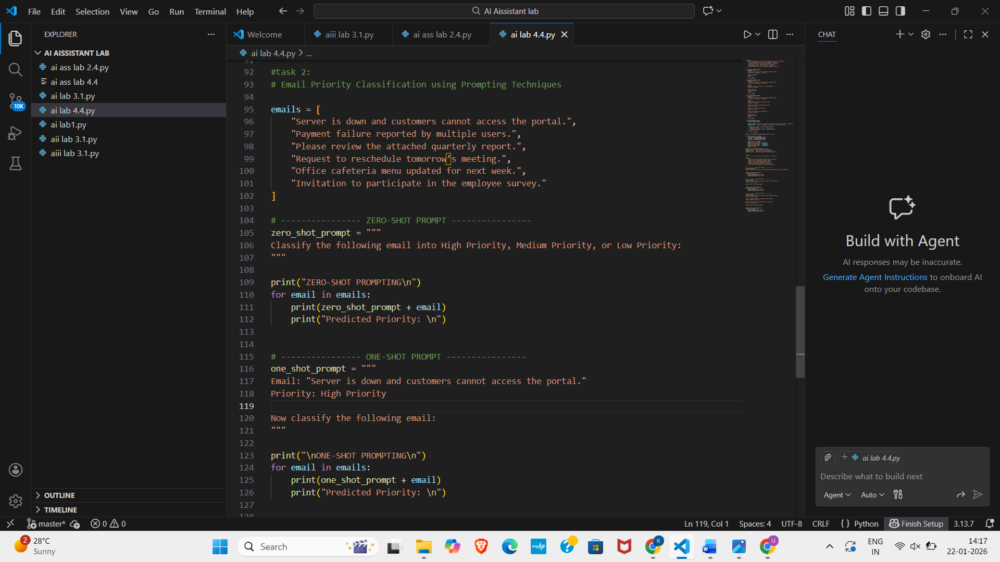 File Edit Selection View Go Run Terminal Help
AI Aissistant lab
EXPLORER
AI AISSISTANT LAB
ai ass lab 2.4.py
ai ass lab 4.4
ai lab 3.1.py
ai lab 4.4.py
ai lab1.py
aii lab 3.1.py
aiii lab 3.1.py
10K
OUTLINE
TIMELINE
Welcome
aiii lab 3.1.py
ai ass lab 2.4.py
ai lab 4.4.py
ai lab 4.4.py > ...
91
92 #task 2:
93 # Email Priority Classification using Prompting Techniques
94
95 emails = [
96 "Server is down and customers cannot access the portal.",
97 "Payment failure reported by multiple users.",
98 "Please review the attached quarterly report.",
99 "Request to reschedule tomorrow’s meeting.",
100 "Office cafeteria menu updated for next week.",
101 "Invitation to participate in the employee survey."
102 ]
103
104 # ---------------- ZERO-SHOT PROMPT ----------------
105 zero_shot_prompt = """
106 Classify the following email into High Priority, Medium Priority, or Low Priority:
107 """
108
109 print("ZERO-SHOT PROMPTING\n")
110 for email in emails:
111 print(zero_shot_prompt + email)
112 print("Predicted Priority: \n")
113
114
115 # ---------------- ONE-SHOT PROMPT ----------------
116 one_shot_prompt = """
117 Email: "Server is down and customers cannot access the portal."
118 Priority: High Priority
119
120 Now classify the following email:
121 """
122
123 print("\nONE-SHOT PROMPTING\n")
124 for email in emails:
125 print(one_shot_prompt + email)
126 print("Predicted Priority: \n")
127
128
CHAT
Build with Agent
AI responses may be inaccurate.
Generate Agent Instructions to onboard AI
onto your codebase.
ai lab 4.4.py
Describe what to build next
Agent
Auto
master*
0 0
Ln 119, Col 1
Spaces: 4
UTF-8
CRLF
{ } Python
Finish Setup
3.13.7
2
28°C
Sunny
Search
myhp
K
W
U
ENG
IN
14:17
22-01-2026